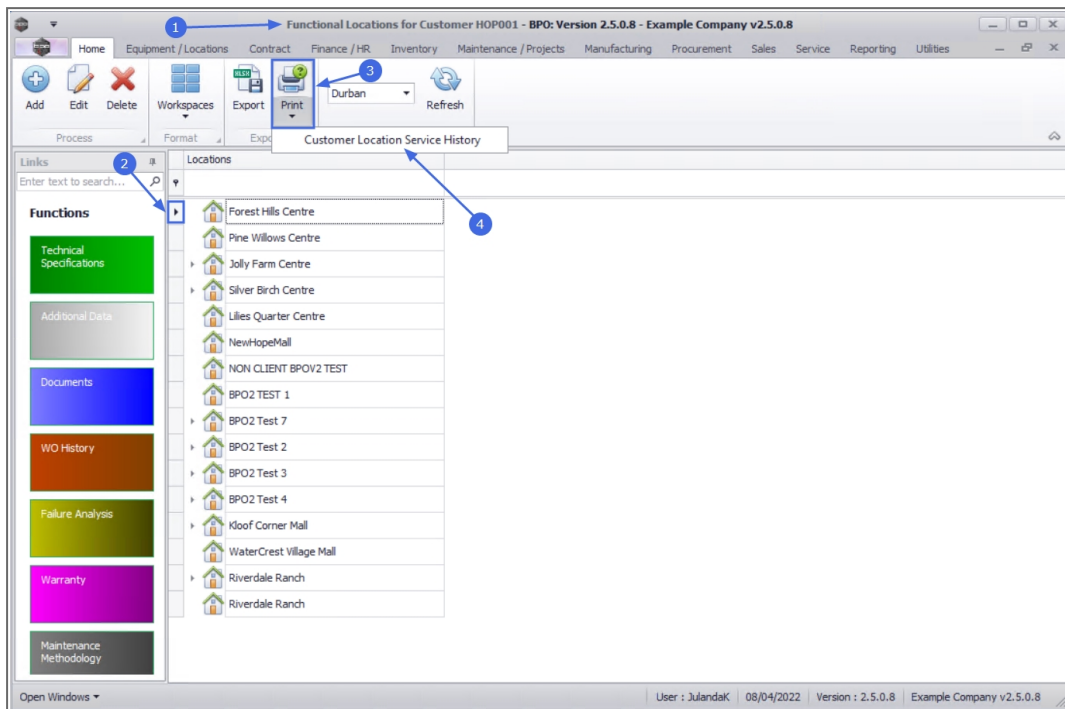 1
Functional Locations for Customer HOP001 - BPO: Version 2.5.0.8 - Example Company v2.5.0.8
Home Equipment / Locations Contract Finance / HR Inventory Maintenance / Projects Manufacturing Procurement Sales Service Reporting Utilities
3
XLSX
Durban
Add Edit Delete Workspaces Export Print Refresh
Process Format Expo
Customer Location Service History
Links
2
Locations
Enter text to search...
Functions
Forest Hills Centre
4
Pine Willows Centre
Technical
Specifications
Jolly Farm Centre
Silver Birch Centre
Additional Data
Lilies Quarter Centre
NewHopeMall
NON CLIENT BPOV2 TEST
Documents
BPO2 TEST 1
BPO2 Test 7
WO History
BPO2 Test 2
BPO2 Test 3
BPO2 Test 4
Failure Analysis
Kloof Corner Mall
WaterCrest Village Mall
Warranty
Riverdale Ranch
Riverdale Ranch
Maintenance
Methodology
Open Windows User : JulandaK 08/04/2022 Version : 2.5.0.8 Example Company v2.5.0.8